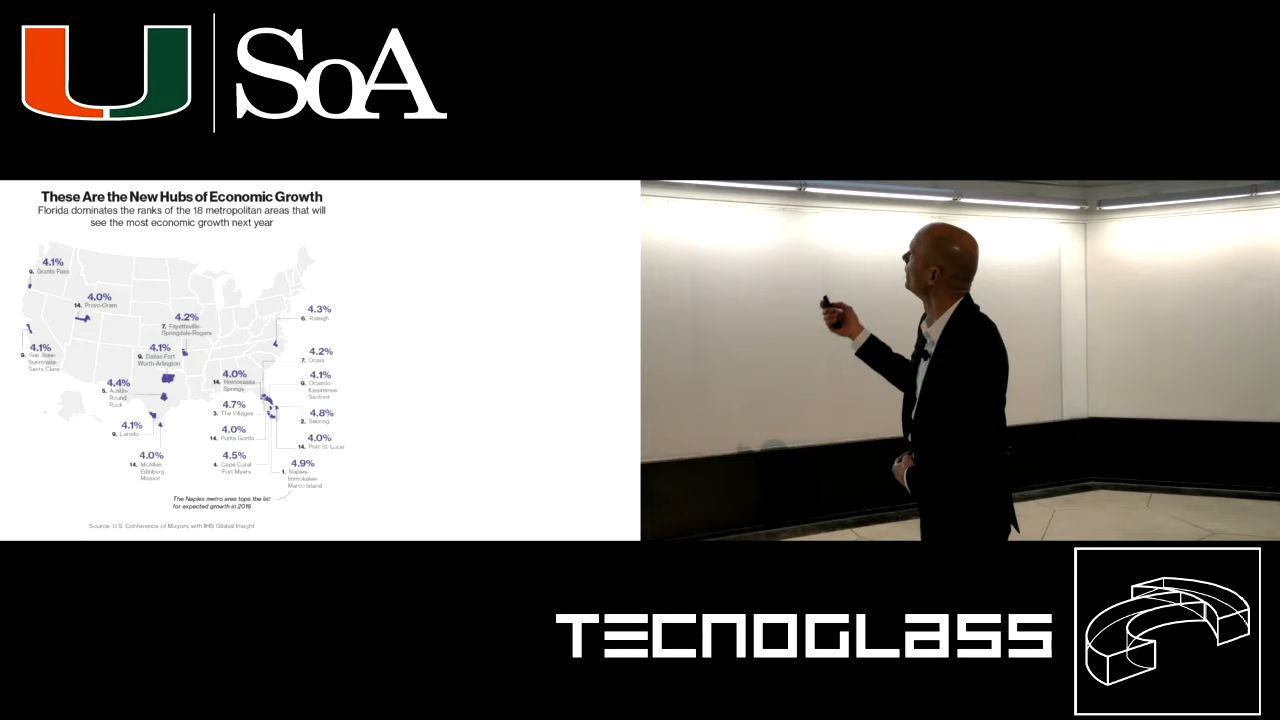 SoA
These Are the New Hubs of Economic Growth
Florida dominates the ranks of the 18 metropolitan areas that will
see the most economic growth next year
4.1%
9. Grants Pass
4.0%
14. Provo-Orem
4.2%
7. Fayetteville-
Springdale-Rogers
4.3%
6. Raleigh
4.1%
9. San Jose-
Sunnyvale-
Santa Clara
4.1%
9. Dallas-Fort
Worth-Arlington
4.2%
7. Ocala
4.4%
5. Austin-
Round
Rock
4.0%
14. Homosassa
Springs
4.1%
9. Orlando-
Kissimmee-
Sanford
4.7%
3. The Villages
4.8%
2. Sebring
4.1%
9. Laredo
4.0%
14. Punta Gorda
4.0%
14. Port St. Lucie
4.0%
14. McAllen-
Edinburg-
Mission
4.5%
4. Cape Coral
Fort Myers
4.9%
1. Naples-
Immokalee-
Marco Island
The Naples metro area tops the list
for expected growth in 2016
Source: U.S. Conference of Mayors with IHS Global Insight
TECNOGLASS